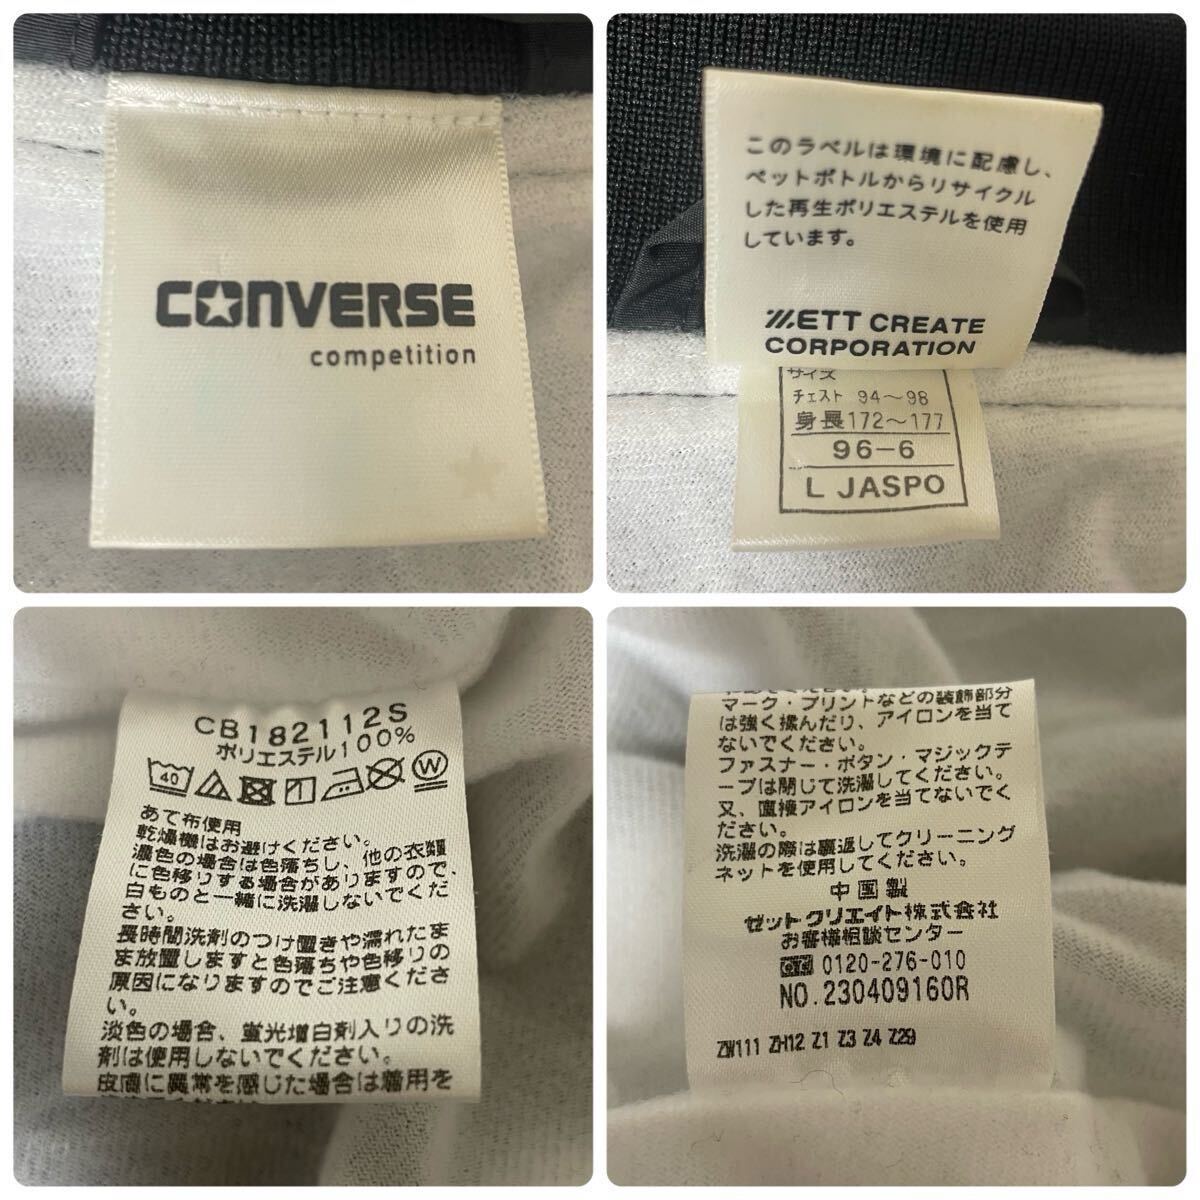 CONVERSE
competition
このラベルは環境に配慮し、
ペットボトルからリサイクル
した再生ポリエステルを使用
しています。
ZETT CREATE
CORPORATION
サイズ
チェスト 94〜98
身長172〜177
96-6
L JASPO
CB182112S
ポリエステル100%
40
W
あて布使用
乾燥機はお避けください。
濃色の場合は色落ちし、他の衣類
に色移りする場合がありますので、
白ものと一緒に洗濯しないでくだ
さい。
長時間洗剤のつけ置きや濡れたま
ま放置しますと色落ちや色移りの
原因になりますのでご注意くださ
い。
淡色の場合、蛍光増白剤入りの洗
剤は使用しないでください。
皮膚に異常を感じた場合は着用を
マーク・プリントなどの装飾部分
は強く揉んだり、アイロンを当て
ないでください。
ファスナー・ボタン・マジックテ
ープは閉じて洗濯してください。
又、直接アイロンを当てないでく
ださい。
洗濯の際は裏返してクリーニング
ネットを使用してください。
中国製
ゼットクリエイト株式会社
お客様相談センター
0120-276-010
NO.230409160R
ZW111 ZH12 Z1 Z3 Z4 Z29